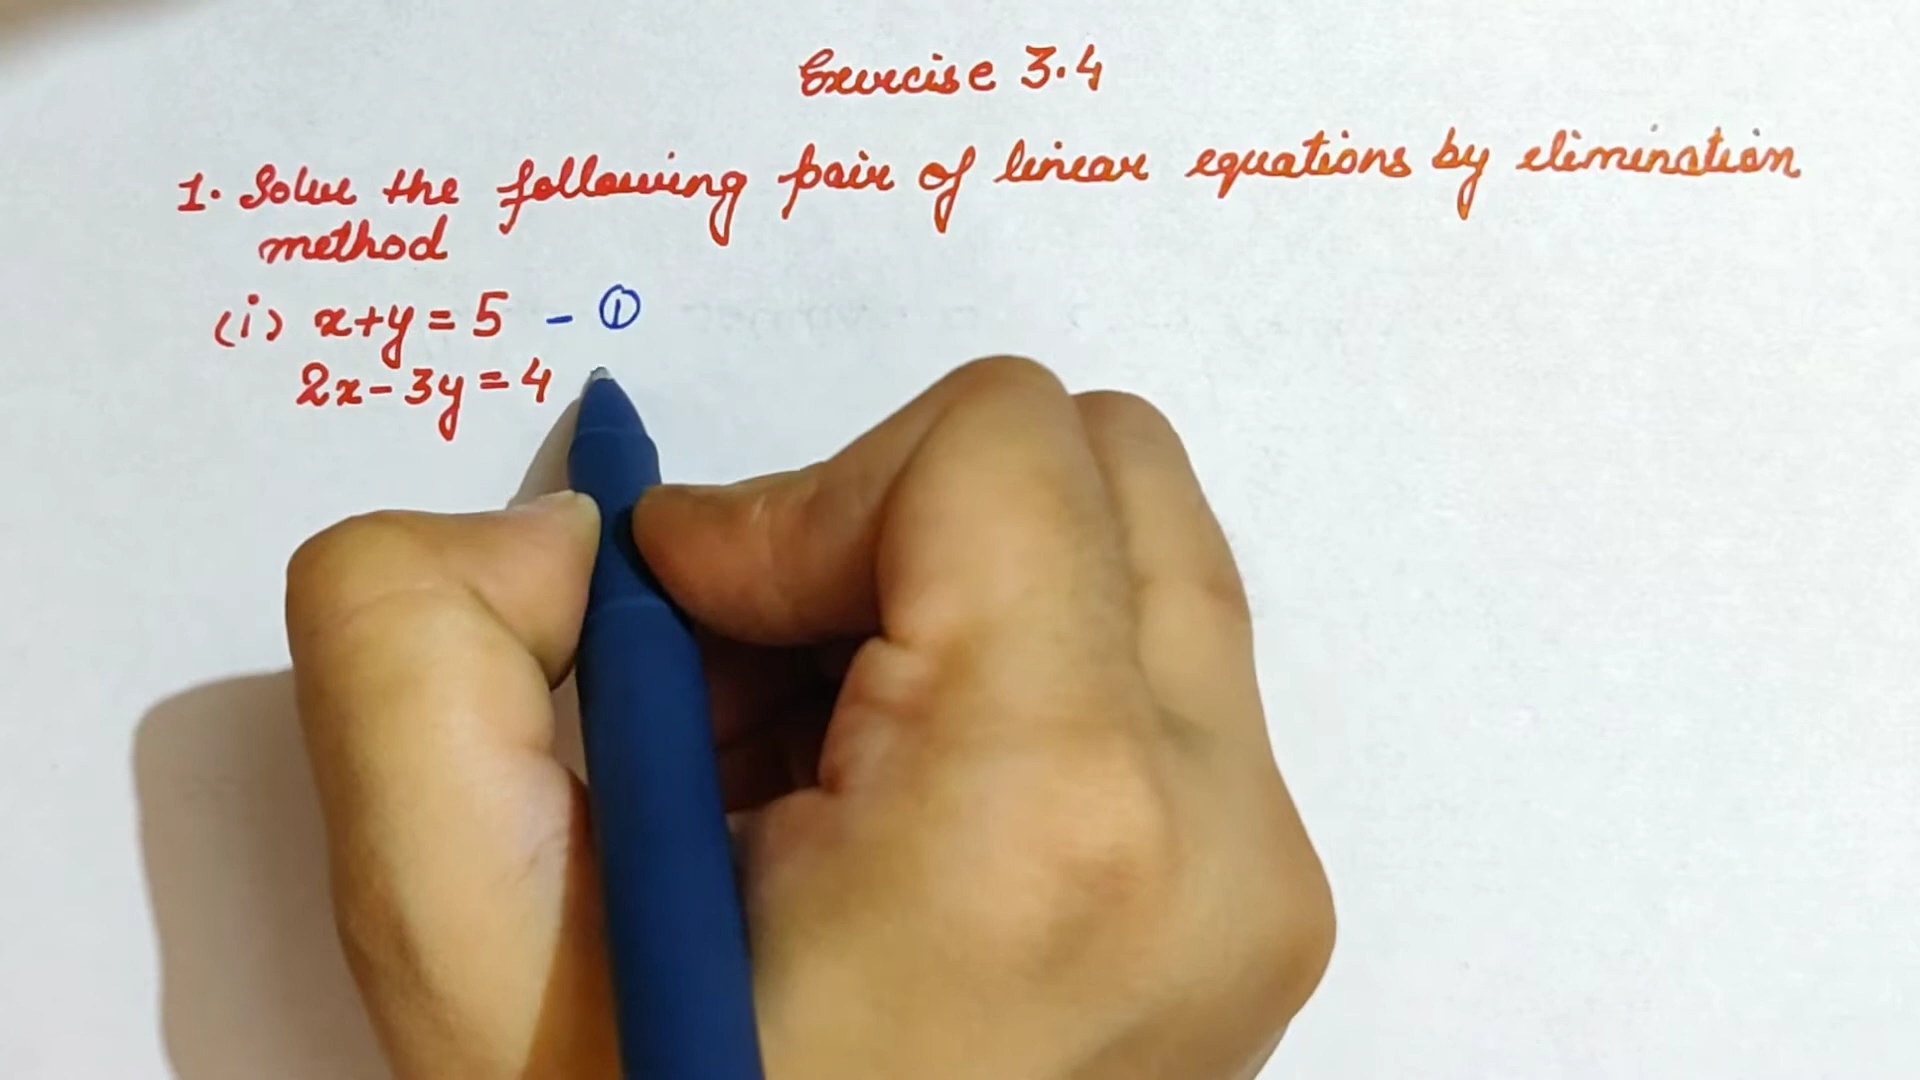 Exercise 3.4
1. Solve the following pair of linear equations by elimination
method
(i) x+y = 5 - ①
2x-3y = 4